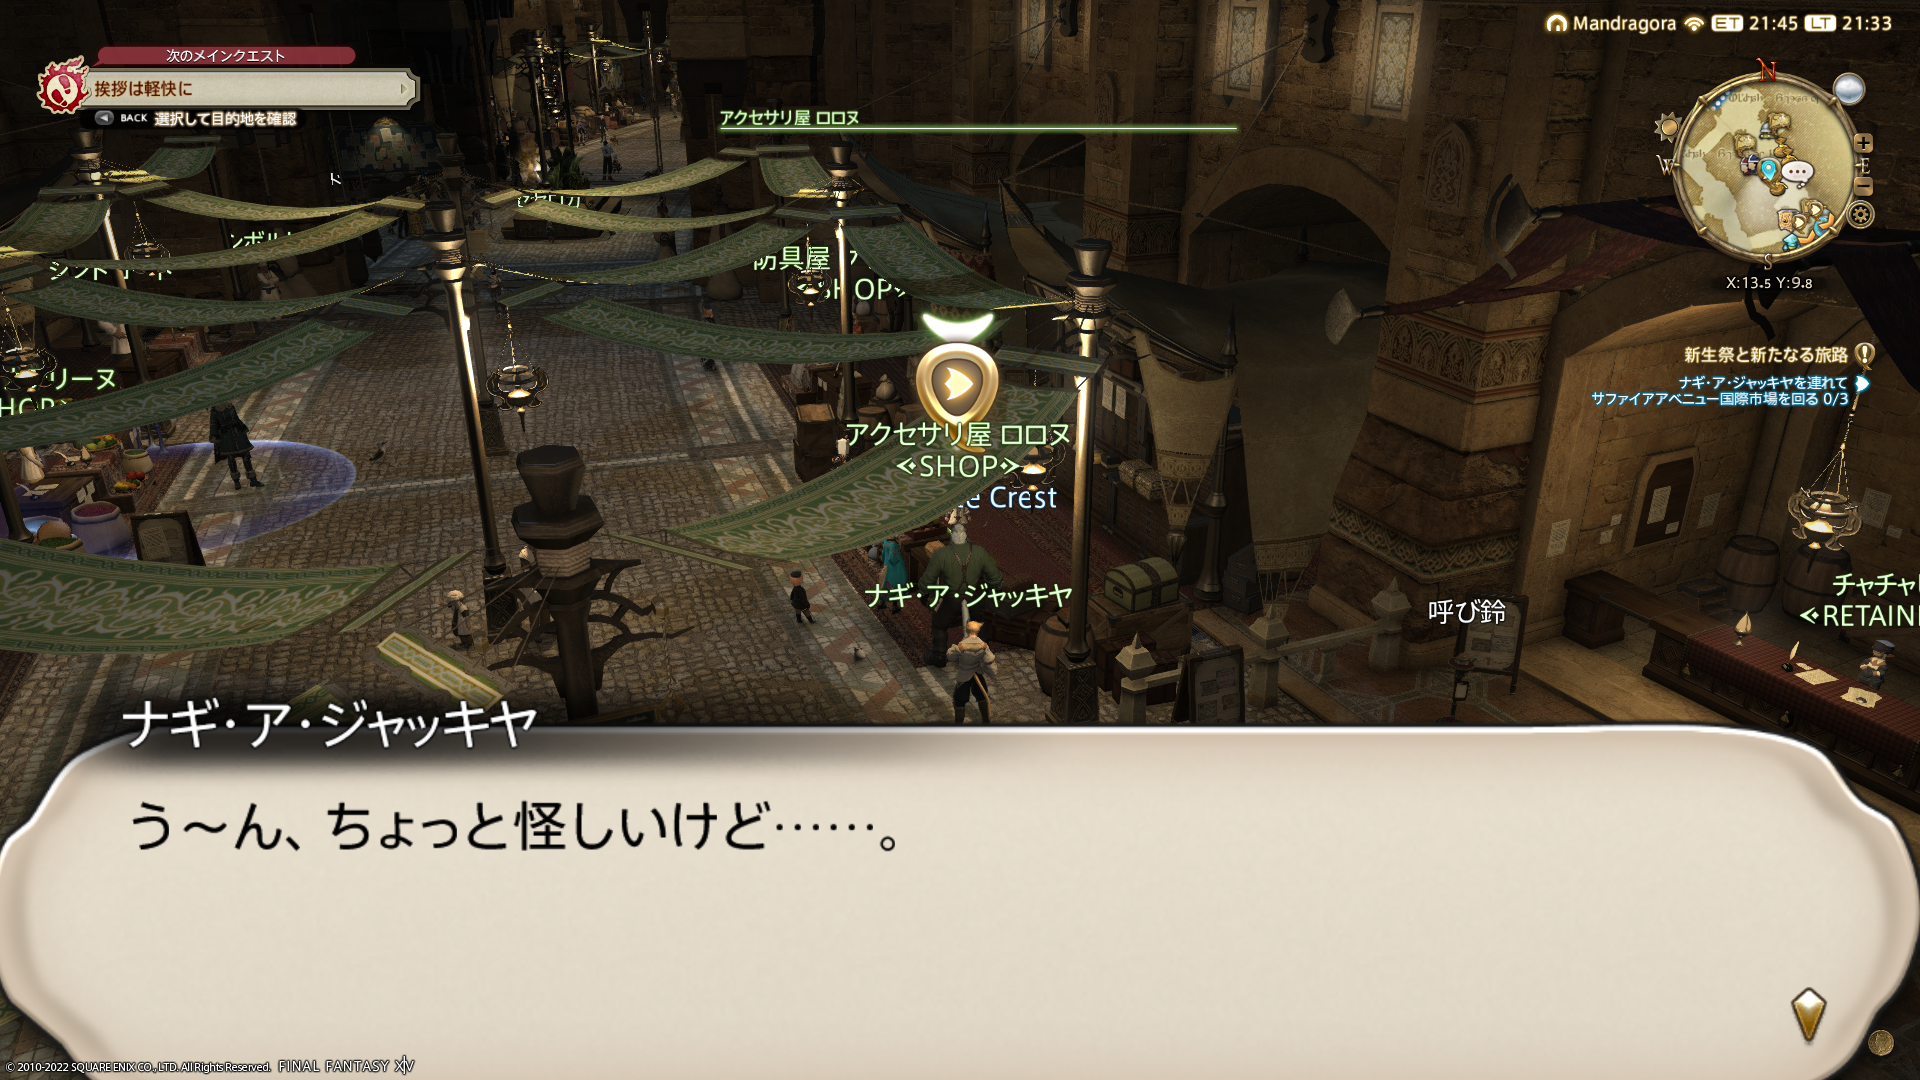 Mandragora ET 21:45 LT 21:33
次のメインクエスト
挨拶は軽快に
BACK 選択して目的地を確認
アクセサリ屋 ロロヌ
N
W
E
S
X:13.5 Y:9.8
新生祭と新たなる旅路
ナギ・ア・ジャッキヤを連れて
サファイアアベニュー国際市場を回る 0/3
アクセサリ屋 ロロヌ
SHOP
Crest
ナギ・ア・ジャッキヤ
呼び鈴
ナギ・ア・ジャッキヤ
う～ん、ちょっと怪しいけど……。
© 2010-2022 SQUARE ENIX CO., LTD. All Rights Reserved. FINAL FANTASY XIV